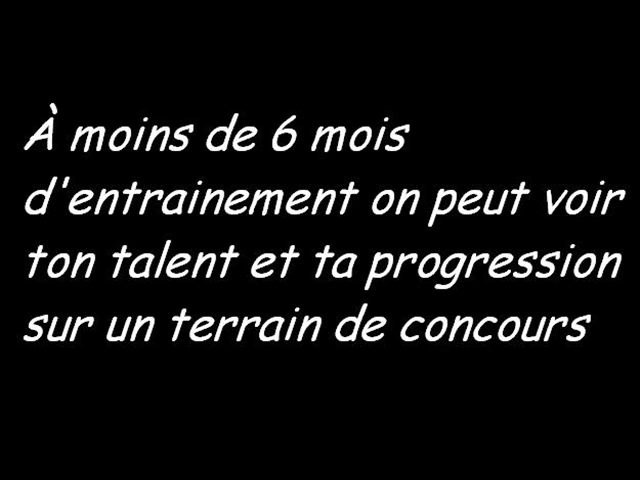 À moins de 6 mois
d'entrainement on peut voir
ton talent et ta progression
sur un terrain de concours